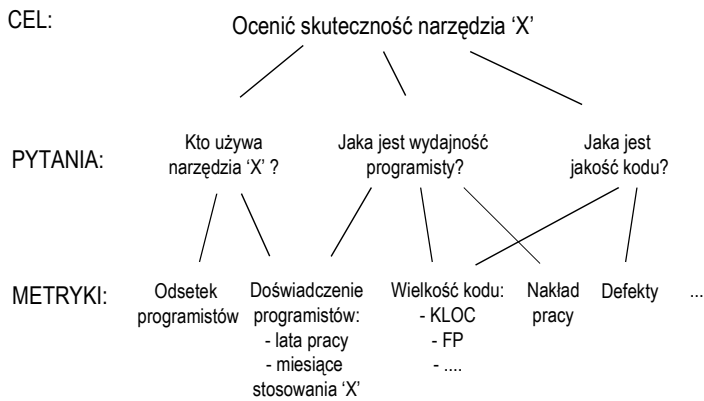 CEL:
Ocenić skuteczność narzędzia ‘X’
PYTANIA:
Kto używa
narzędzia ‘X’ ?
Jaka jest wydajność
programisty?
Jaka jest
jakość kodu?
METRYKI:
Odsetek
programistów
Doświadczenie
programistów:
- lata pracy
- miesiące
stosowania ‘X’
Wielkość kodu:
- KLOC
- FP
- ....
Nakład
pracy
Defekty
...